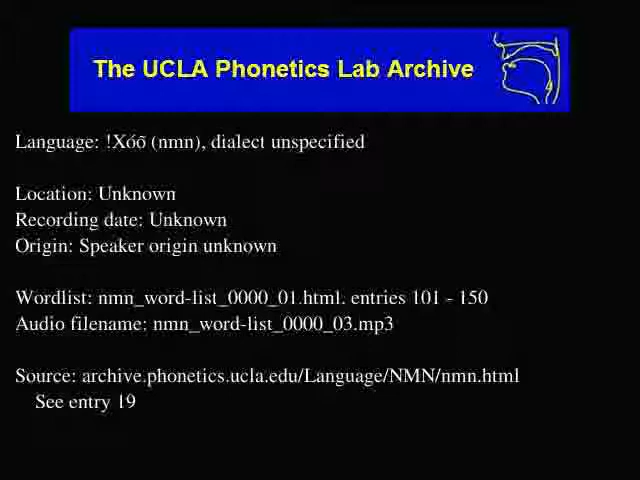 The UCLA Phonetics Lab Archive
Language: !Xóõ (nmn), dialect unspecified
Location: Unknown
Recording date: Unknown
Origin: Speaker origin unknown
Wordlist: nmn_word-list_0000_01.html. entries 101 - 150
Audio filename: nmn_word-list_0000_03.mp3
Source: archive.phonetics.ucla.edu/Language/NMN/nmn.html
See entry 19